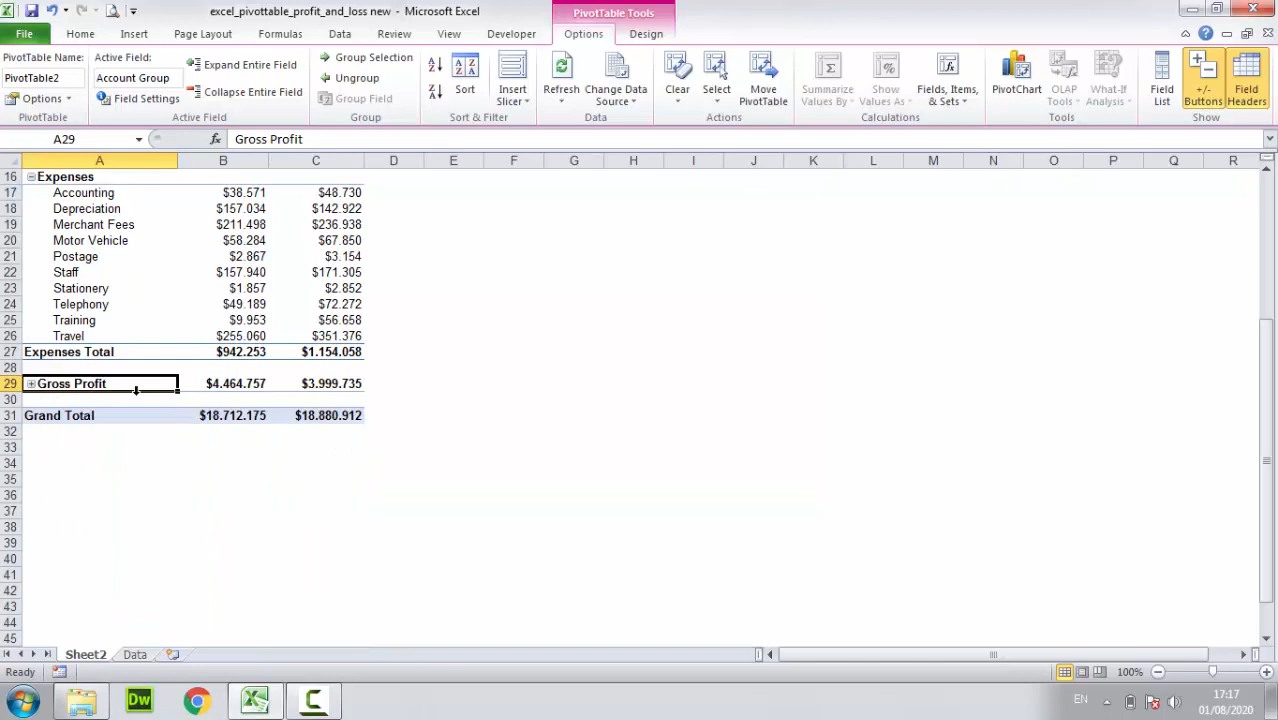 excel_pivottable_profit_and_loss new - Microsoft Excel
PivotTable Tools
File Home Insert Page Layout Formulas Data Review View Developer Options Design
PivotTable Name:
PivotTable2
Options
PivotTable
Active Field:
Account Group
Field Settings
Expand Entire Field
Collapse Entire Field
Active Field
Group Selection
Ungroup
Group Field
Group
Sort
Insert Slicer
Sort & Filter
Refresh
Change Data Source
Data
Clear
Select
Move PivotTable
Actions
Summarize Values By
Show Values As
Fields, Items, & Sets
Calculations
PivotChart
OLAP Tools
What-If Analysis
Tools
Field List
+/- Buttons
Field Headers
Show
A29 fx Gross Profit
A B C D E F G H I J K L M N O P Q R
16 Expenses
17 Accounting $38.571 $48.730
18 Depreciation $157.034 $142.922
19 Merchant Fees $211.498 $236.938
20 Motor Vehicle $58.284 $67.850
21 Postage $2.867 $3.154
22 Staff $157.940 $171.305
23 Stationery $1.857 $2.852
24 Telephony $49.189 $72.272
25 Training $9.953 $56.658
26 Travel $255.060 $351.376
27 Expenses Total $942.253 $1.154.058
28
29 Gross Profit $4.464.757 $3.999.735
30
31 Grand Total $18.712.175 $18.880.912
32
33
34
35
36
37
38
39
40
41
42
43
44
45
Sheet2 Data
Ready 100%
Dw EN 17:17
01/08/2020